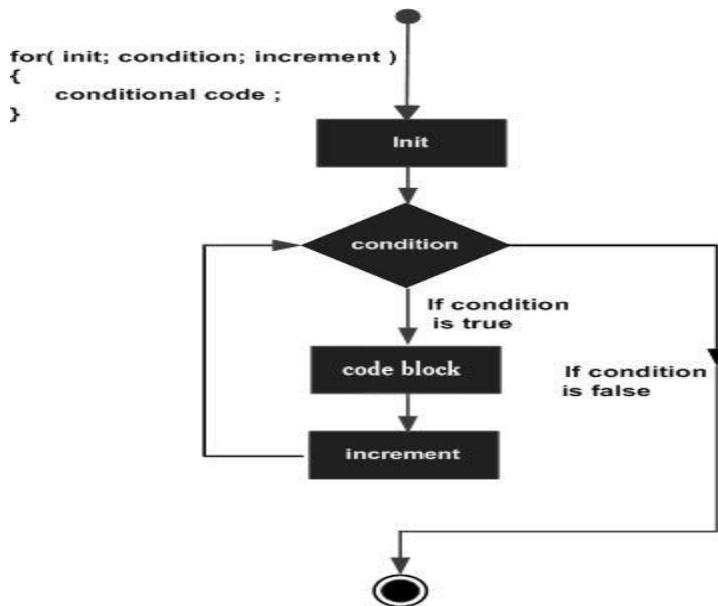 for( init; condition; increment )
{
conditional code ;
}
Init
condition
If condition
is true
code block
If condition
is false
increment